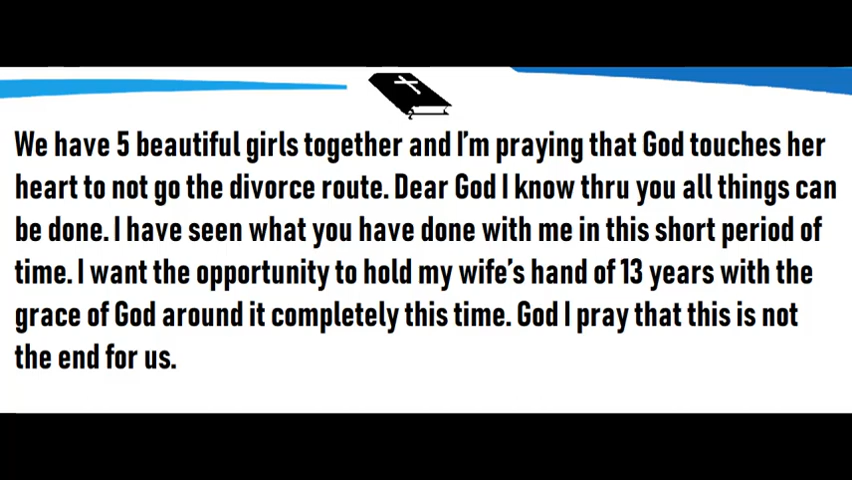 We have 5 beautiful girls together and I'm praying that God touches her
heart to not go the divorce route. Dear God I know thru you all things can
be done. I have seen what you have done with me in this short period of
time. I want the opportunity to hold my wife's hand of 13 years with the
grace of God around it completely this time. God I pray that this is not
the end for us.